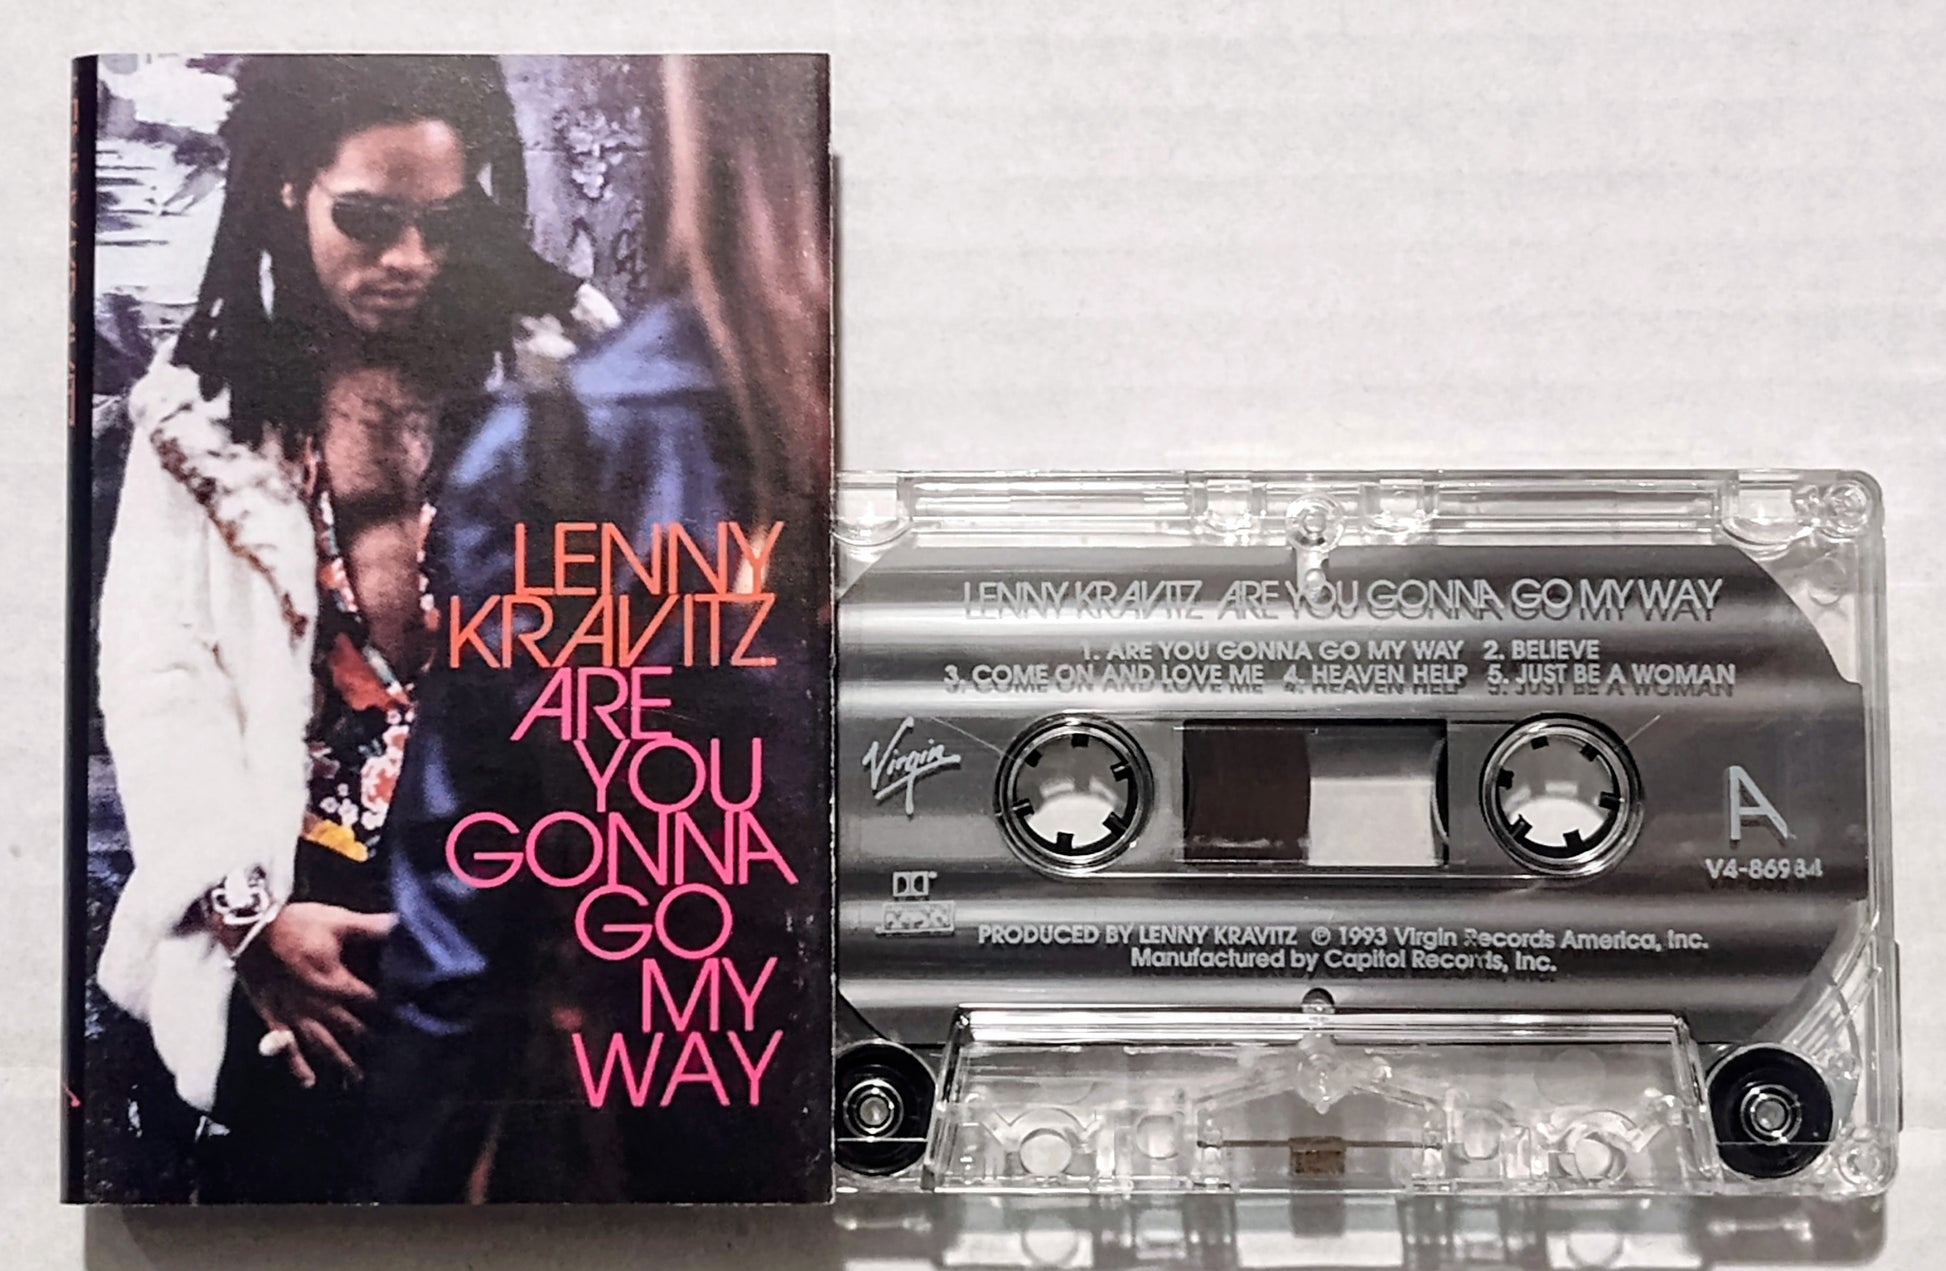 LENNY
KRAVITZ
ARE
YOU
GONNA
GO
MY
WAY
LENNY KRAVITZ ARE YOU GONNA GO MY WAY
1. ARE YOU GONNA GO MY WAY 2. BELIEVE
3. COME ON AND LOVE ME 4. HEAVEN HELP 5. JUST BE A WOMAN
Virgin
A
V4-86984
PRODUCED BY LENNY KRAVITZ ℗ 1993 Virgin Records America, Inc.
Manufactured by Capitol Records, Inc.